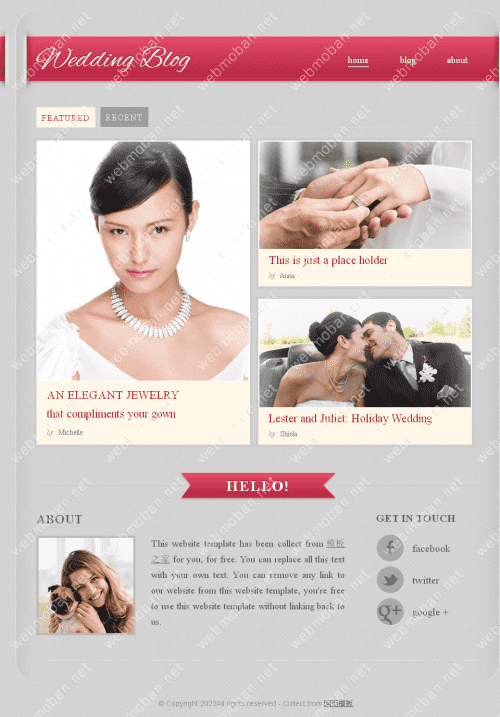 Wedding Blog
home blog about
FEATURED RECENT
This is just a place holder
by: Anna
AN ELEGANT JEWELRY
that compliments your gown
by: Michelle
Lester and Juliet: Holiday Wedding
by: Shiela
HELLO!
ABOUT
This website template has been collect from 模板
之家 for you, for free. You can replace all this text
with your own text. You can remove any link to
our website from this website template, you're free
to use this website template without linking back to
us.
GET IN TOUCH
facebook
twitter
google +
© Copyright 2023All rights reserved - Collect from
webmoban.net